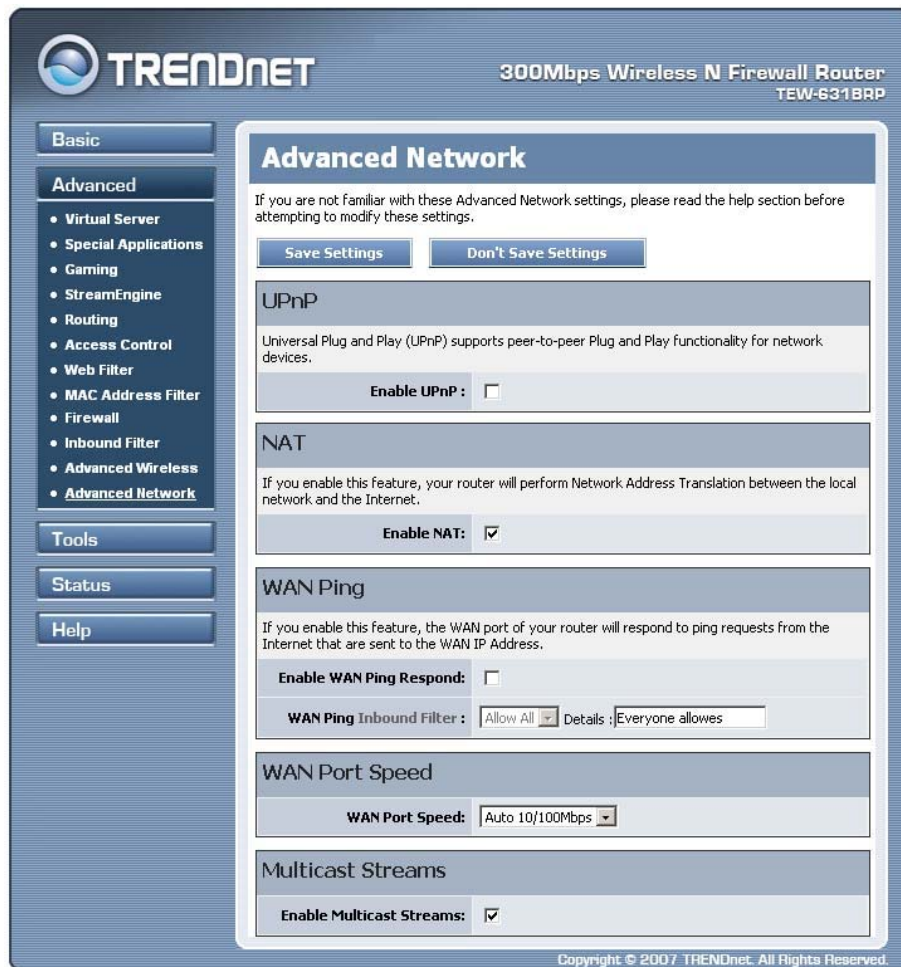 TRENDNET
300Mbps Wireless N Firewall Router
TEW-631BRP
Basic
Advanced
• Virtual Server
• Special Applications
• Gaming
• StreamEngine
• Routing
• Access Control
• Web Filter
• MAC Address Filter
• Firewall
• Inbound Filter
• Advanced Wireless
• Advanced Network
Tools
Status
Help
Advanced Network
If you are not familiar with these Advanced Network settings, please read the help section before
attempting to modify these settings.
Save Settings Don't Save Settings
UPnP
Universal Plug and Play (UPnP) supports peer-to-peer Plug and Play functionality for network
devices.
Enable UPnP :
NAT
If you enable this feature, your router will perform Network Address Translation between the local
network and the Internet.
Enable NAT:
WAN Ping
If you enable this feature, the WAN port of your router will respond to ping requests from the
Internet that are sent to the WAN IP Address.
Enable WAN Ping Respond:
WAN Ping Inbound Filter : Allow All Details : Everyone allowes
WAN Port Speed
WAN Port Speed: Auto 10/100Mbps
Multicast Streams
Enable Multicast Streams:
Copyright © 2007 TRENDnet. All Rights Reserved.